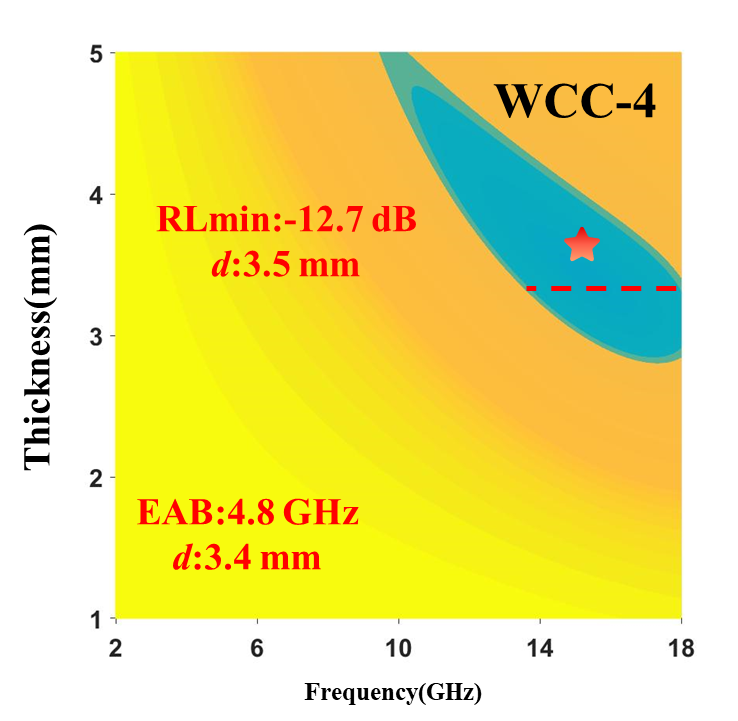 5
WCC-4
4
RLmin:-12.7 dB
d:3.5 mm
Thickness(mm)
3
2
EAB:4.8 GHz
d:3.4 mm
1
2 6 10 14 18
Frequency(GHz)